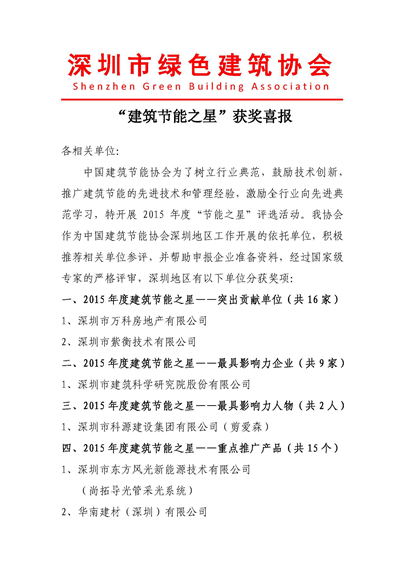 深圳市绿色建筑协会
Shenzhen Green Building Association
“建筑节能之星”获奖喜报
各相关单位:
中国建筑节能协会为了树立行业典范，鼓励技术创新，
推广建筑节能的先进技术和管理经验，激励全行业向先进典
范学习，特开展 2015 年度“节能之星”评选活动。我协会
作为中国建筑节能协会深圳地区工作开展的依托单位，积极
推荐相关单位参评，并帮助申报企业准备资料，经过国家级
专家的严格评审，深圳地区有以下单位分获奖项：
一、2015 年度建筑节能之星——突出贡献单位（共 16 家）
1、深圳市万科房地产有限公司
2、深圳市紫衡技术有限公司
二、2015 年度建筑节能之星——最具影响力企业（共 9 家）
1、深圳市建筑科学研究院股份有限公司
三、2015 年度建筑节能之星——最具影响力人物（共 2 人）
1、深圳市科源建设集团有限公司（剪爱森）
四、2015 年度建筑节能之星——重点推广产品（共 15 个）
1、深圳市东方风光新能源技术有限公司
（尚拓导光管采光系统）
2、华南建材（深圳）有限公司